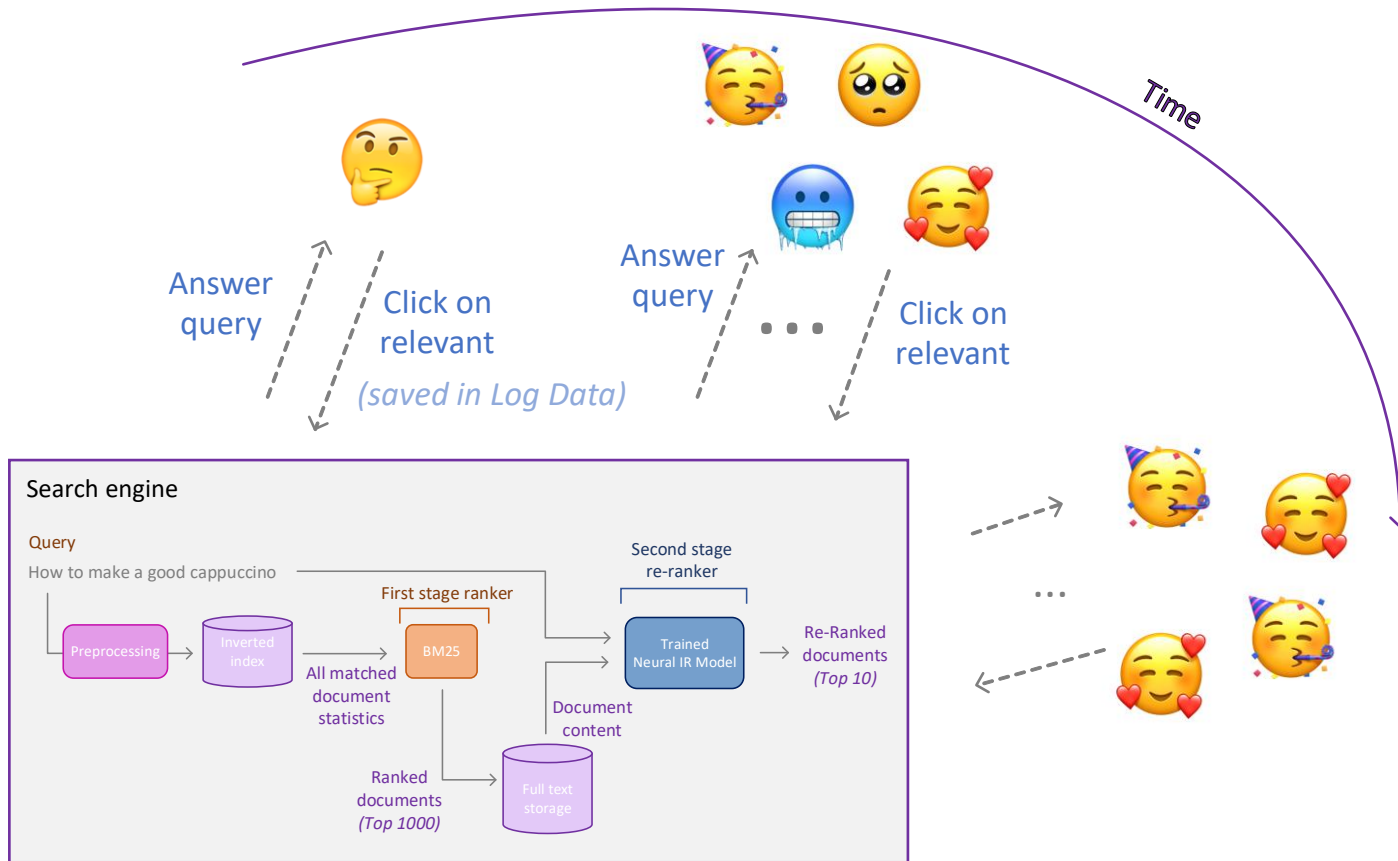 Time
Answer
query
Click on
relevant
(saved in Log Data)
Answer
query
...
Click on
relevant
Search engine
Query
How to make a good cappuccino
Preprocessing
Inverted
index
All matched
document
statistics
First stage ranker
BM25
Ranked
documents
(Top 1000)
Full text
storage
Document
content
Second stage
re-ranker
Trained
Neural IR Model
Re-Ranked
documents
(Top 10)
...